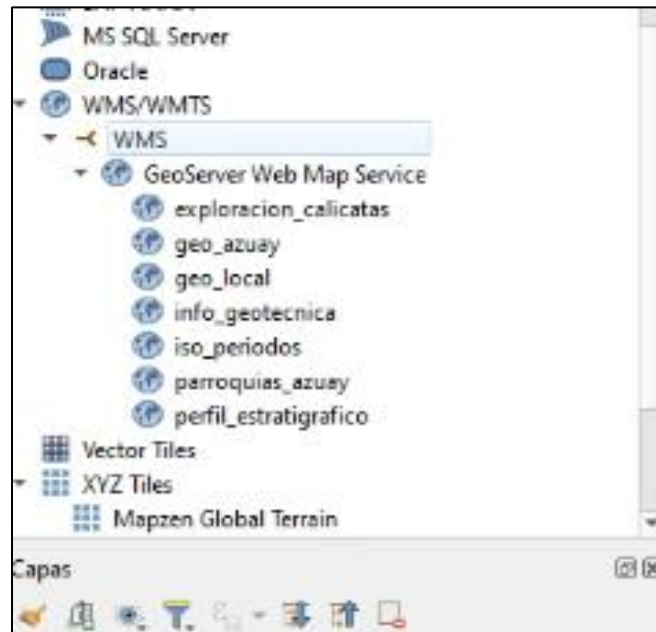 MS SQL Server
Oracle
WMS/WMTS
WMS
GeoServer Web Map Service
exploracion_calicatas
geo_azuay
geo_local
info_geotecnica
iso_periodos
parroquias_azuay
perfil_estratigrafico
Vector Tiles
XYZ Tiles
Mapzen Global Terrain
Capas